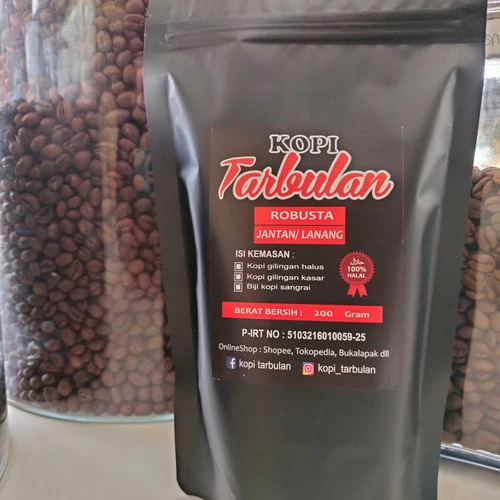 KOPI
Tarbulan
ROBUSTA
JANTAN/ LANANG
ISI KEMASAN :
Kopi gilingan halus
Kopi gilingan kasar
Biji kopi sangrai
حلال
100%
HALAL
BERAT BERSIH : 200 Gram
P-IRT NO : 5103216010059-25
OnlineShop : Shopee, Tokopedia, Bukalapak dll
f kopi tarbulan
kopi_tarbulan